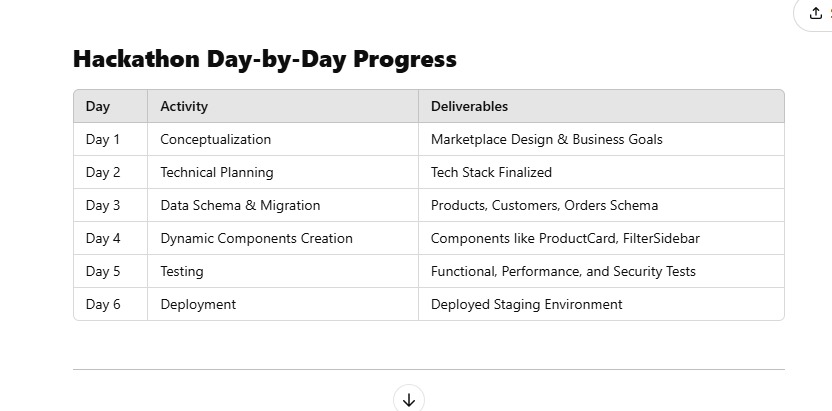 Hackathon Day-by-Day Progress
Day Activity Deliverables
Day 1 Conceptualization Marketplace Design & Business Goals
Day 2 Technical Planning Tech Stack Finalized
Day 3 Data Schema & Migration Products, Customers, Orders Schema
Day 4 Dynamic Components Creation Components like ProductCard, FilterSidebar
Day 5 Testing Functional, Performance, and Security Tests
Day 6 Deployment Deployed Staging Environment